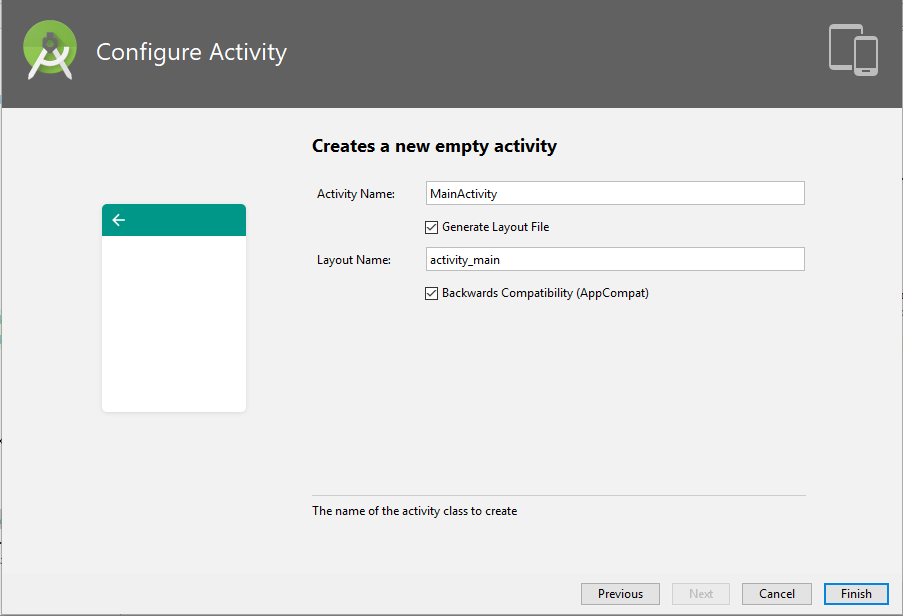 Configure Activity
Creates a new empty activity
Activity Name: MainActivity
Generate Layout File
Layout Name: activity_main
Backwards Compatibility (AppCompat)
The name of the activity class to create
Previous Next Cancel Finish